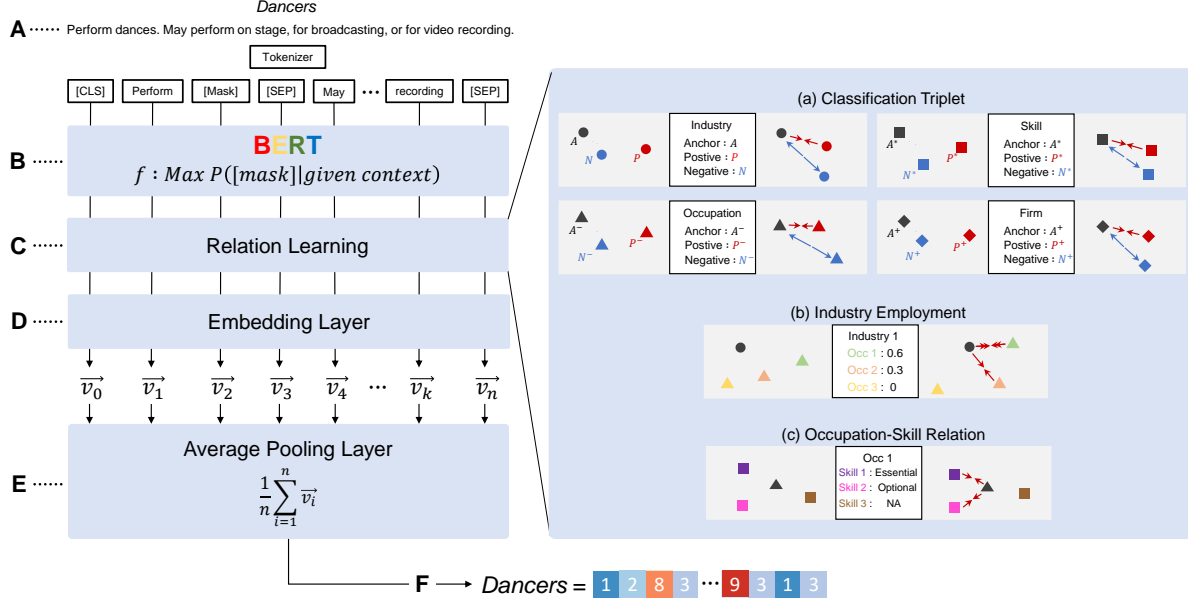 Dancers
A ······ Perform dances. May perform on stage, for broadcasting, or for video recording.
Tokenizer
[CLS] Perform [Mask] [SEP] May ··· recording [SEP]
B ······ BERT
f : Max P([mask]|given context)
C ······ Relation Learning
D ······ Embedding Layer
v₀ v₁ v₂ v₃ v₄ ··· vₖ vₙ
E ······ Average Pooling Layer
1/n ∑ i=1 n vᵢ
F Dancers = 1 2 8 3 ··· 9 3 1 3
(a) Classification Triplet
A N P
Industry
Anchor : A
Postive : P
Negative : N
A* N* P*
Skill
Anchor : A*
Postive : P*
Negative : N*
A⁻ N⁻ P⁻
Occupation
Anchor : A⁻
Postive : P⁻
Negative : N⁻
A⁺ N⁺ P⁺
Firm
Anchor : A⁺
Postive : P⁺
Negative : N⁺
(b) Industry Employment
Industry 1
Occ 1 : 0.6
Occ 2 : 0.3
Occ 3 : 0
(c) Occupation-Skill Relation
Occ 1
Skill 1 : Essential
Skill 2 : Optional
Skill 3 : NA